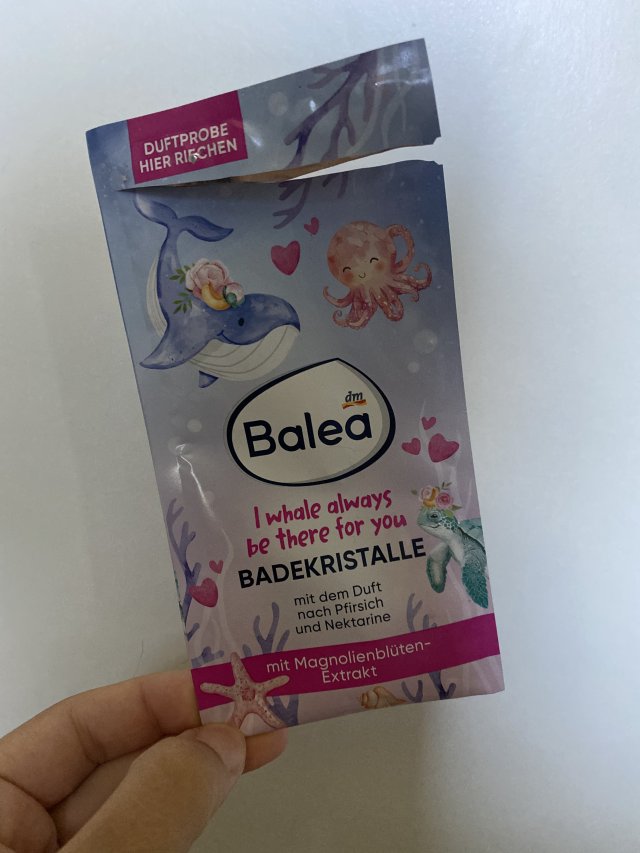 DUFTPROBE
HIER RIECHEN
dm
Balea
I whale always
be there for you
BADEKRISTALLE
mit dem Duft
nach Pfirsich
und Nektarine
mit Magnolienblüten-
Extrakt